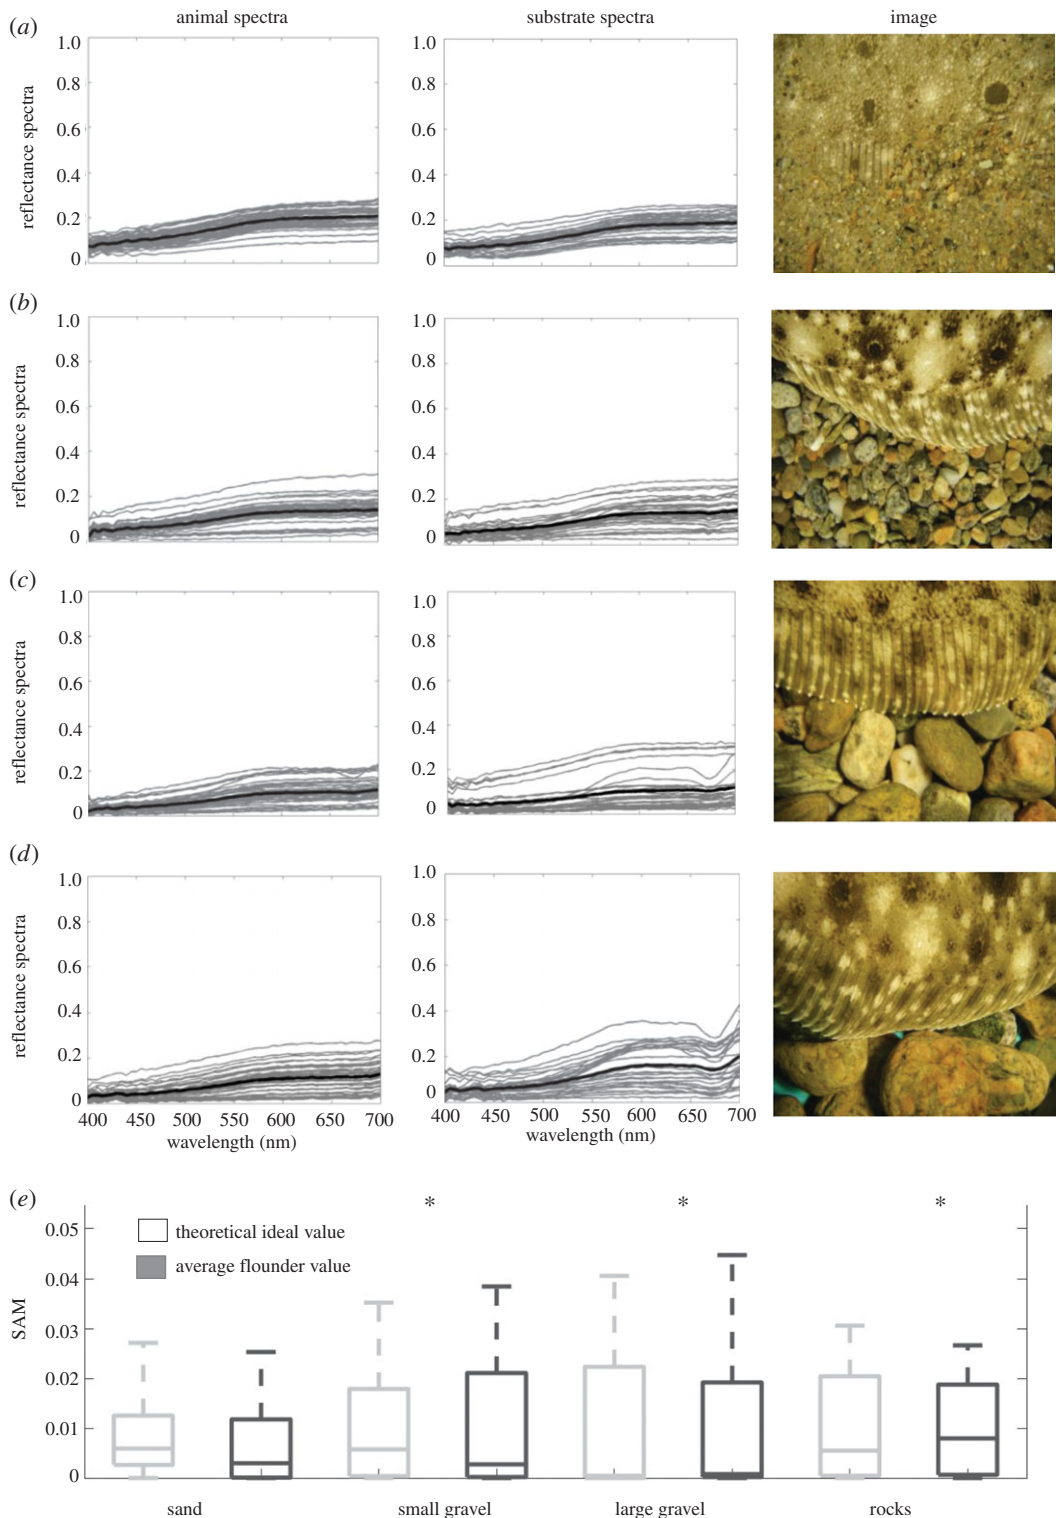 animal spectra substrate spectra image
(a)
reflectance spectra
1.0 1.0
0.8 0.8
0.6 0.6
0.4 0.4
0.2 0.2
0 0
(b)
reflectance spectra
1.0 1.0
0.8 0.8
0.6 0.6
0.4 0.4
0.2 0.2
0 0
(c)
reflectance spectra
1.0 1.0
0.8 0.8
0.6 0.6
0.4 0.4
0.2 0.2
0 0
(d)
reflectance spectra
1.0 1.0
0.8 0.8
0.6 0.6
0.4 0.4
0.2 0.2
0 0
400 450 500 550 600 650 700 400 450 500 550 600 650 700
wavelength (nm) wavelength (nm)
(e)
* * *
SAM
0.05
0.04
0.03
0.02
0.01
0
theoretical ideal value
average flounder value
sand small gravel large gravel rocks